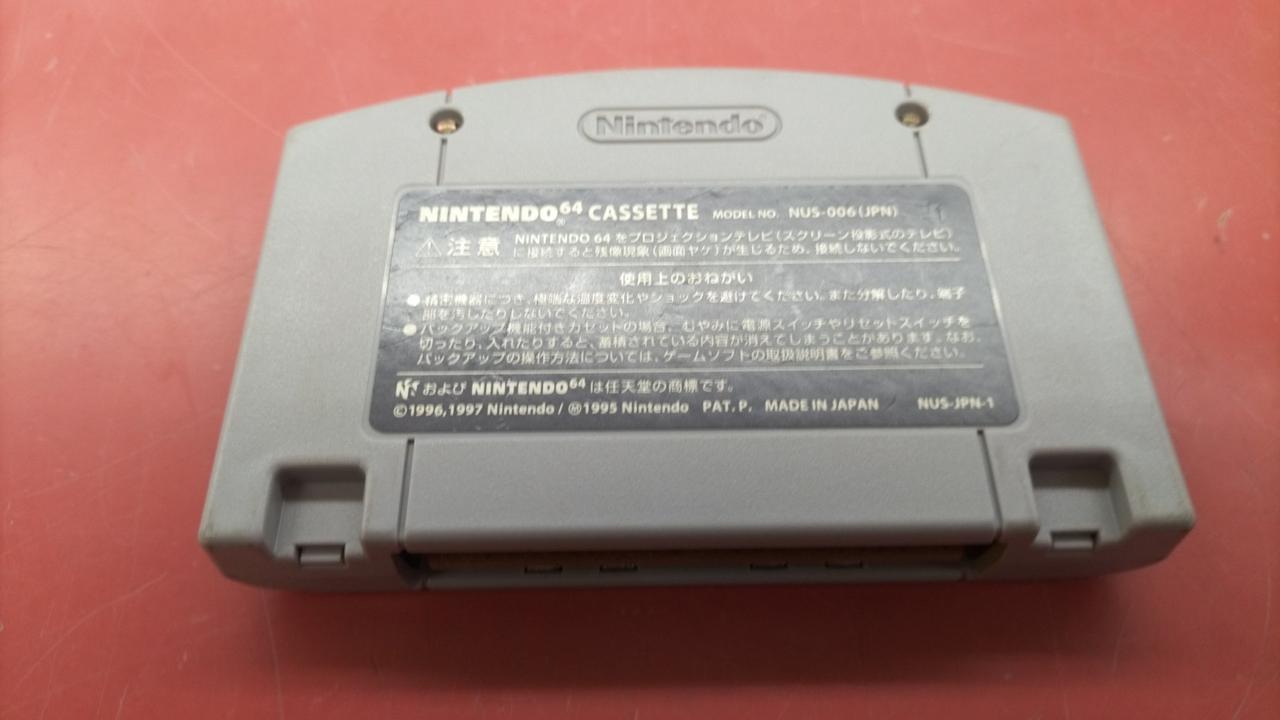 Nintendo®
NINTENDO64® CASSETTE MODEL NO. NUS-006(JPN)
⚠注意 NINTENDO 64 をプロジェクションテレビ(スクリーン投影式のテレビ)
に接続すると残像現象(画面ヤケ)が生じるため、接続しないでください。
使用上のおねがい
●精密機器につき、極端な温度変化やショックを避けてください。また分解したり、端子
部を汚したりしないでください。
●バックアップ機能付きカセットの場合、むやみに電源スイッチやリセットスイッチを
切ったり、入れたりすると、蓄積されている内容が消えてしまうことがあります。なお、
バックアップの操作方法については、ゲームソフトの取扱説明書をご参照ください。
および NINTENDO64 は任天堂の商標です。
©1996,1997 Nintendo/Ⓜ1995 Nintendo PAT.P. MADE IN JAPAN NUS-JPN-1